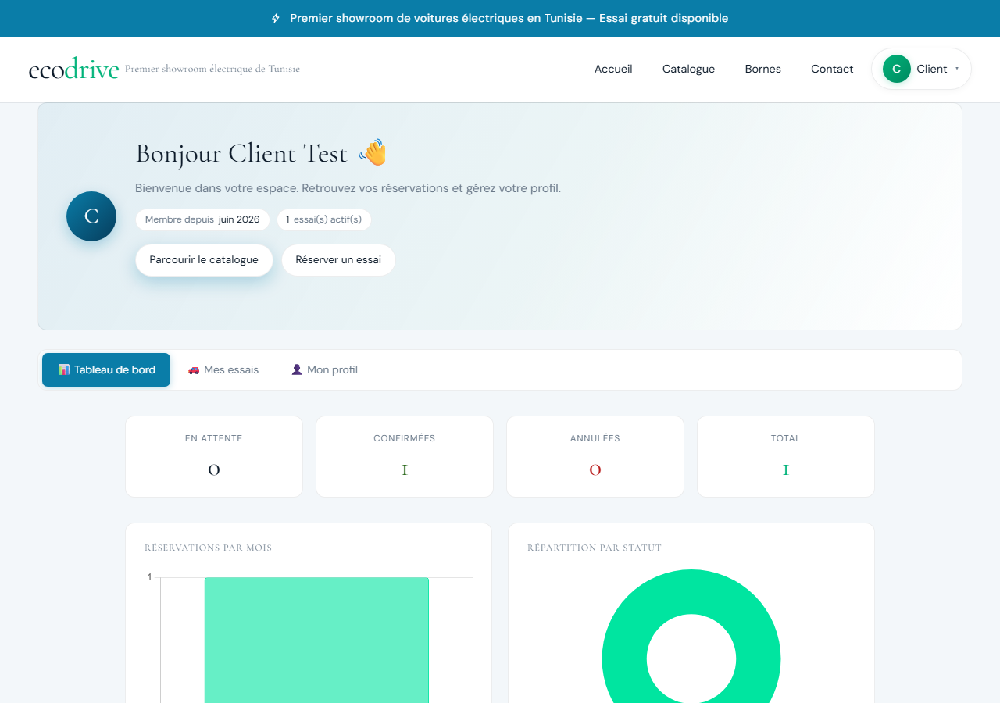 Premier showroom de voitures électriques en Tunisie — Essai gratuit disponible
ecodrive Premier showroom électrique de Tunisie
Accueil Catalogue Bornes Contact C Client
Bonjour Client Test 👋
C
Bienvenue dans votre espace. Retrouvez vos réservations et gérez votre profil.
Membre depuis juin 2026 1 essai(s) actif(s)
Parcourir le catalogue Réserver un essai
📊 Tableau de bord 🚗 Mes essais 👤 Mon profil
EN ATTENTE CONFIRMÉES ANNULÉES TOTAL
0 1 0 1
RÉSERVATIONS PAR MOIS RÉPARTITION PAR STATUT
1